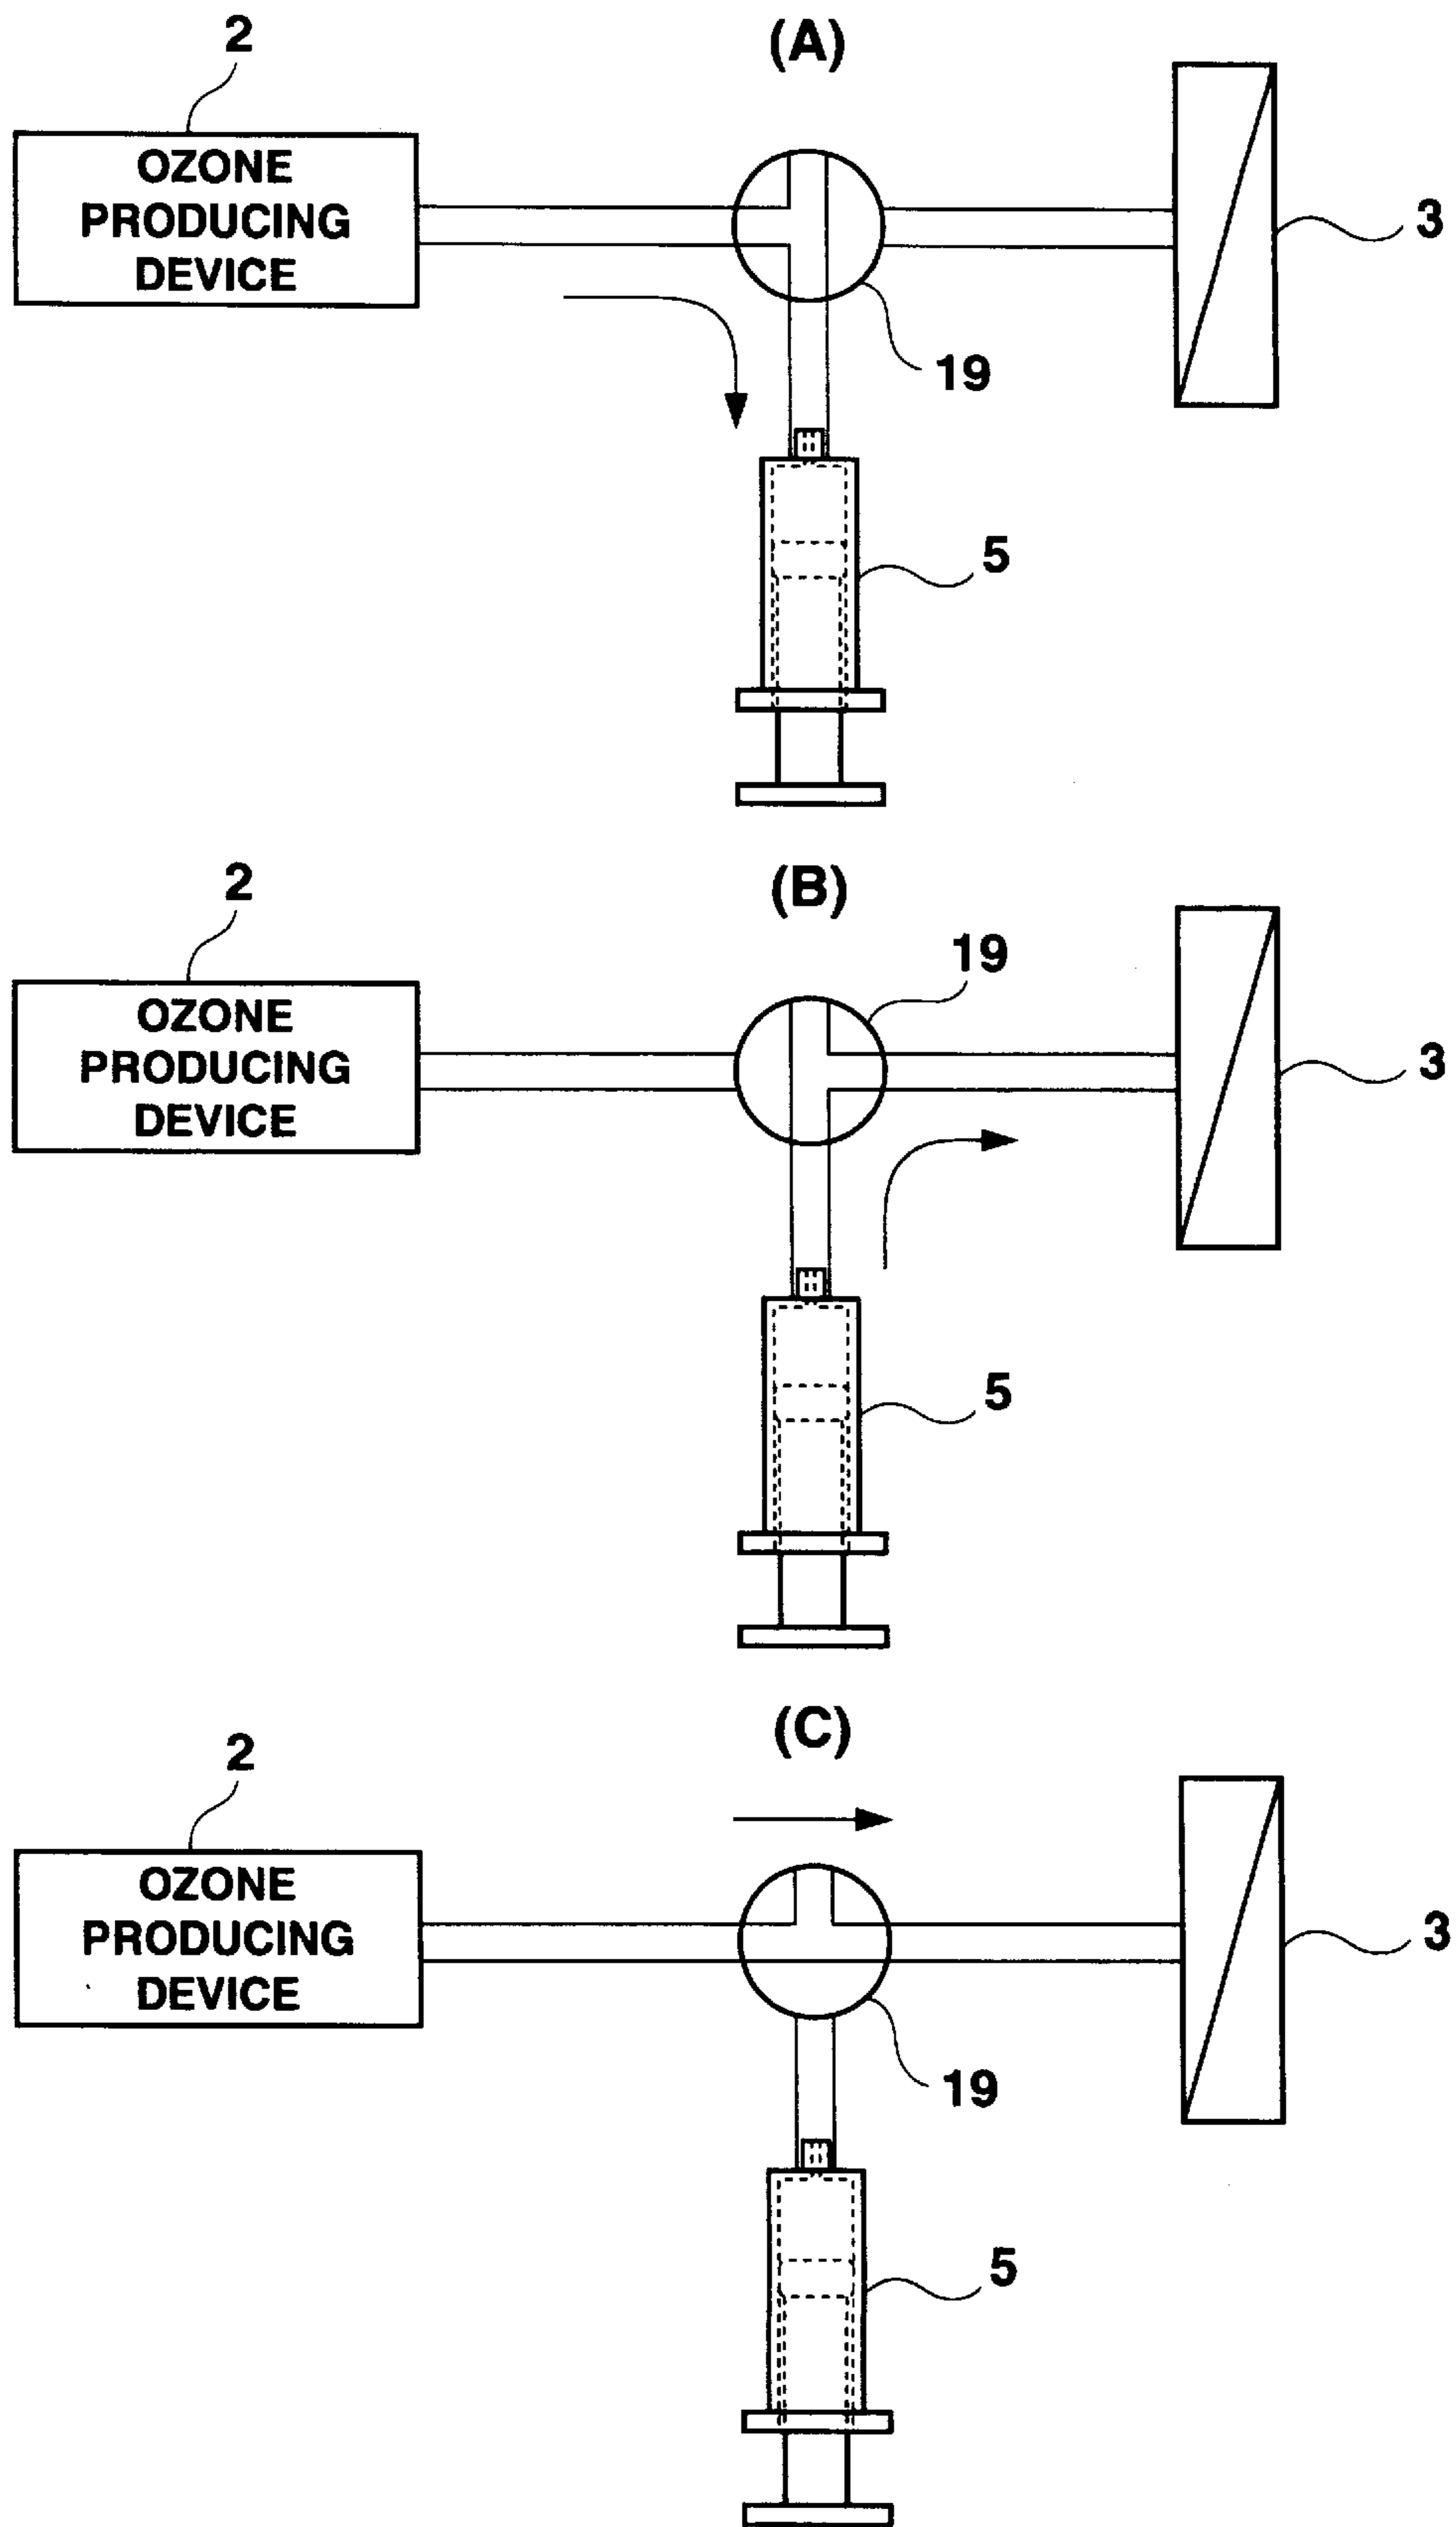 (A)
2
OZONE
PRODUCING
DEVICE
3
19
5
(B)
2
19
OZONE
PRODUCING
DEVICE
3
5
(C)
2
OZONE
PRODUCING
DEVICE
3
19
5